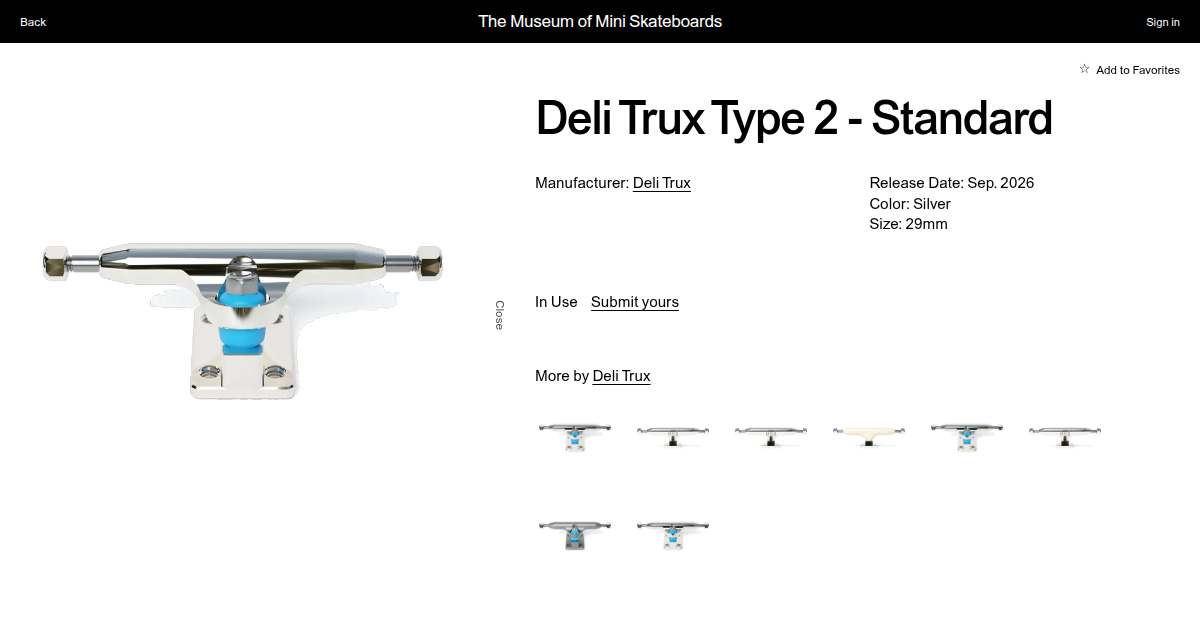 Back
The Museum of Mini Skateboards
Sign in
☆ Add to Favorites
Deli Trux Type 2 - Standard
Manufacturer: Deli Trux
Release Date: Sep. 2026
Color: Silver
Size: 29mm
Close
In Use Submit yours
More by Deli Trux